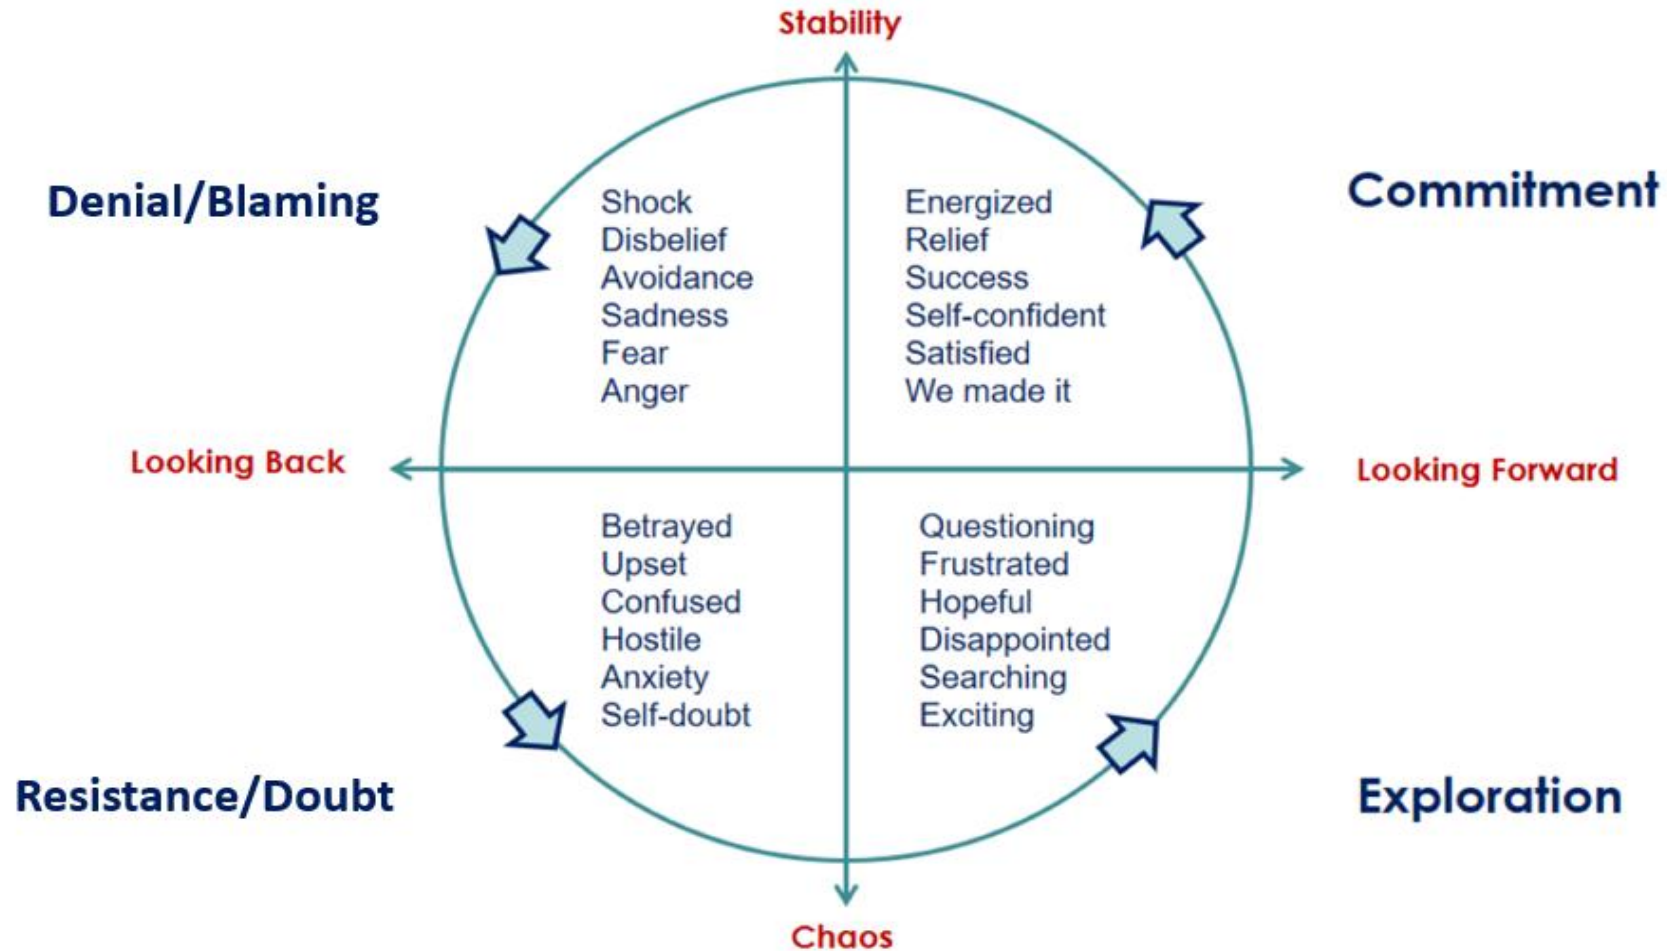 Stability
Denial/Blaming
Commitment
Shock
Disbelief
Avoidance
Sadness
Fear
Anger
Energized
Relief
Success
Self-confident
Satisfied
We made it
Looking Back
Looking Forward
Betrayed
Upset
Confused
Hostile
Anxiety
Self-doubt
Questioning
Frustrated
Hopeful
Disappointed
Searching
Exciting
Resistance/Doubt
Exploration
Chaos